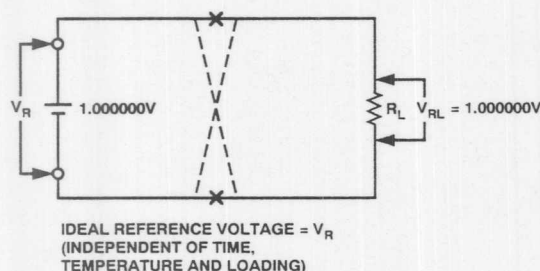 V_R
1.000000V
R_L
V_RL = 1.000000V
IDEAL REFERENCE VOLTAGE = V_R
(INDEPENDENT OF TIME,
TEMPERATURE AND LOADING)